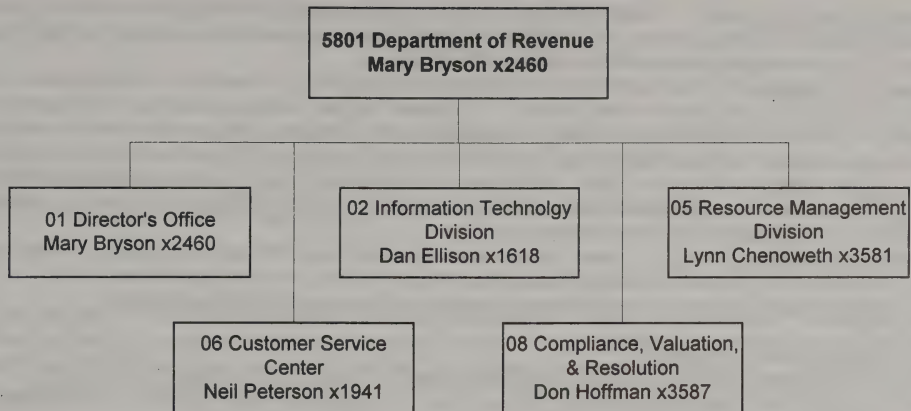 5801 Department of Revenue
Mary Bryson x2460
01 Director's Office
Mary Bryson x2460
02 Information Technolgy
Division
Dan Ellison x1618
05 Resource Management
Division
Lynn Chenoweth x3581
06 Customer Service
Center
Neil Peterson x1941
08 Compliance, Valuation,
& Resolution
Don Hoffman x3587